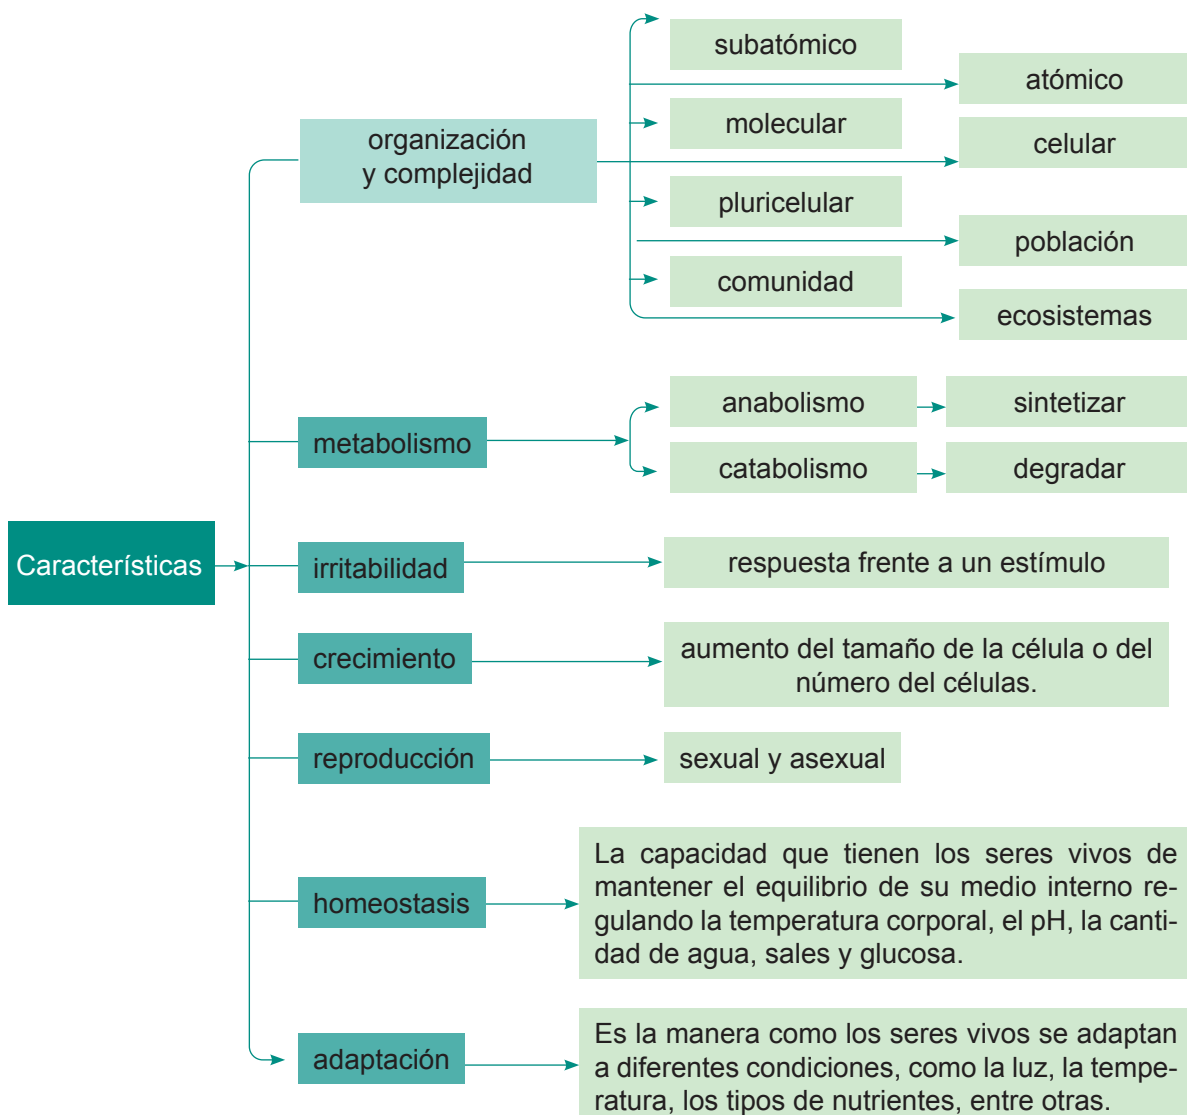 subatómico
atómico
organización
y complejidad
molecular
celular
pluricelular
población
comunidad
ecosistemas
metabolismo
anabolismo
sintetizar
catabolismo
degradar
Características
irritabilidad
respuesta frente a un estímulo
crecimiento
aumento del tamaño de la célula o del
número del células.
reproducción
sexual y asexual
homeostasis
La capacidad que tienen los seres vivos de
mantener el equilibrio de su medio interno re-
gulando la temperatura corporal, el pH, la canti-
dad de agua, sales y glucosa.
adaptación
Es la manera como los seres vivos se adaptan
a diferentes condiciones, como la luz, la tempe-
ratura, los tipos de nutrientes, entre otras.